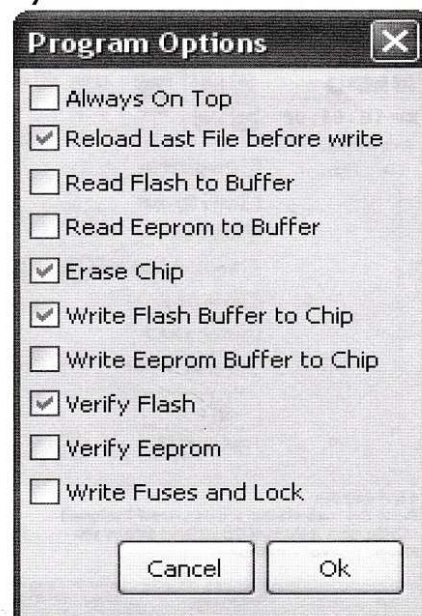 Program Options
Always On Top
Reload Last File before write
Read Flash to Buffer
Read Eeprom to Buffer
Erase Chip
Write Flash Buffer to Chip
Write Eeprom Buffer to Chip
Verify Flash
Verify Eeprom
Write Fuses and Lock
Cancel Ok